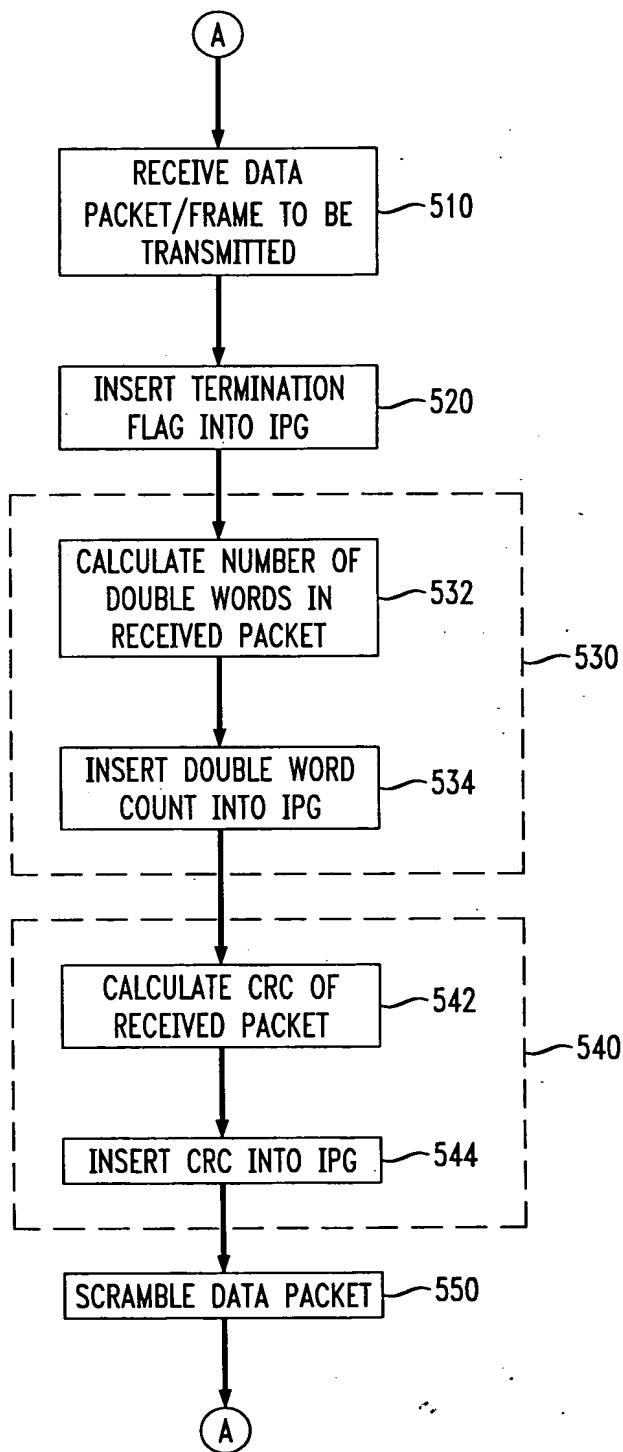 A
RECEIVE DATA
PACKET/FRAME TO BE
TRANSMITTED
510
INSERT TERMINATION
FLAG INTO IPG
520
CALCULATE NUMBER OF
DOUBLE WORDS IN
RECEIVED PACKET
532
530
INSERT DOUBLE WORD
COUNT INTO IPG
534
CALCULATE CRC OF
RECEIVED PACKET
542
540
INSERT CRC INTO IPG
544
SCRAMBLE DATA PACKET
550
A